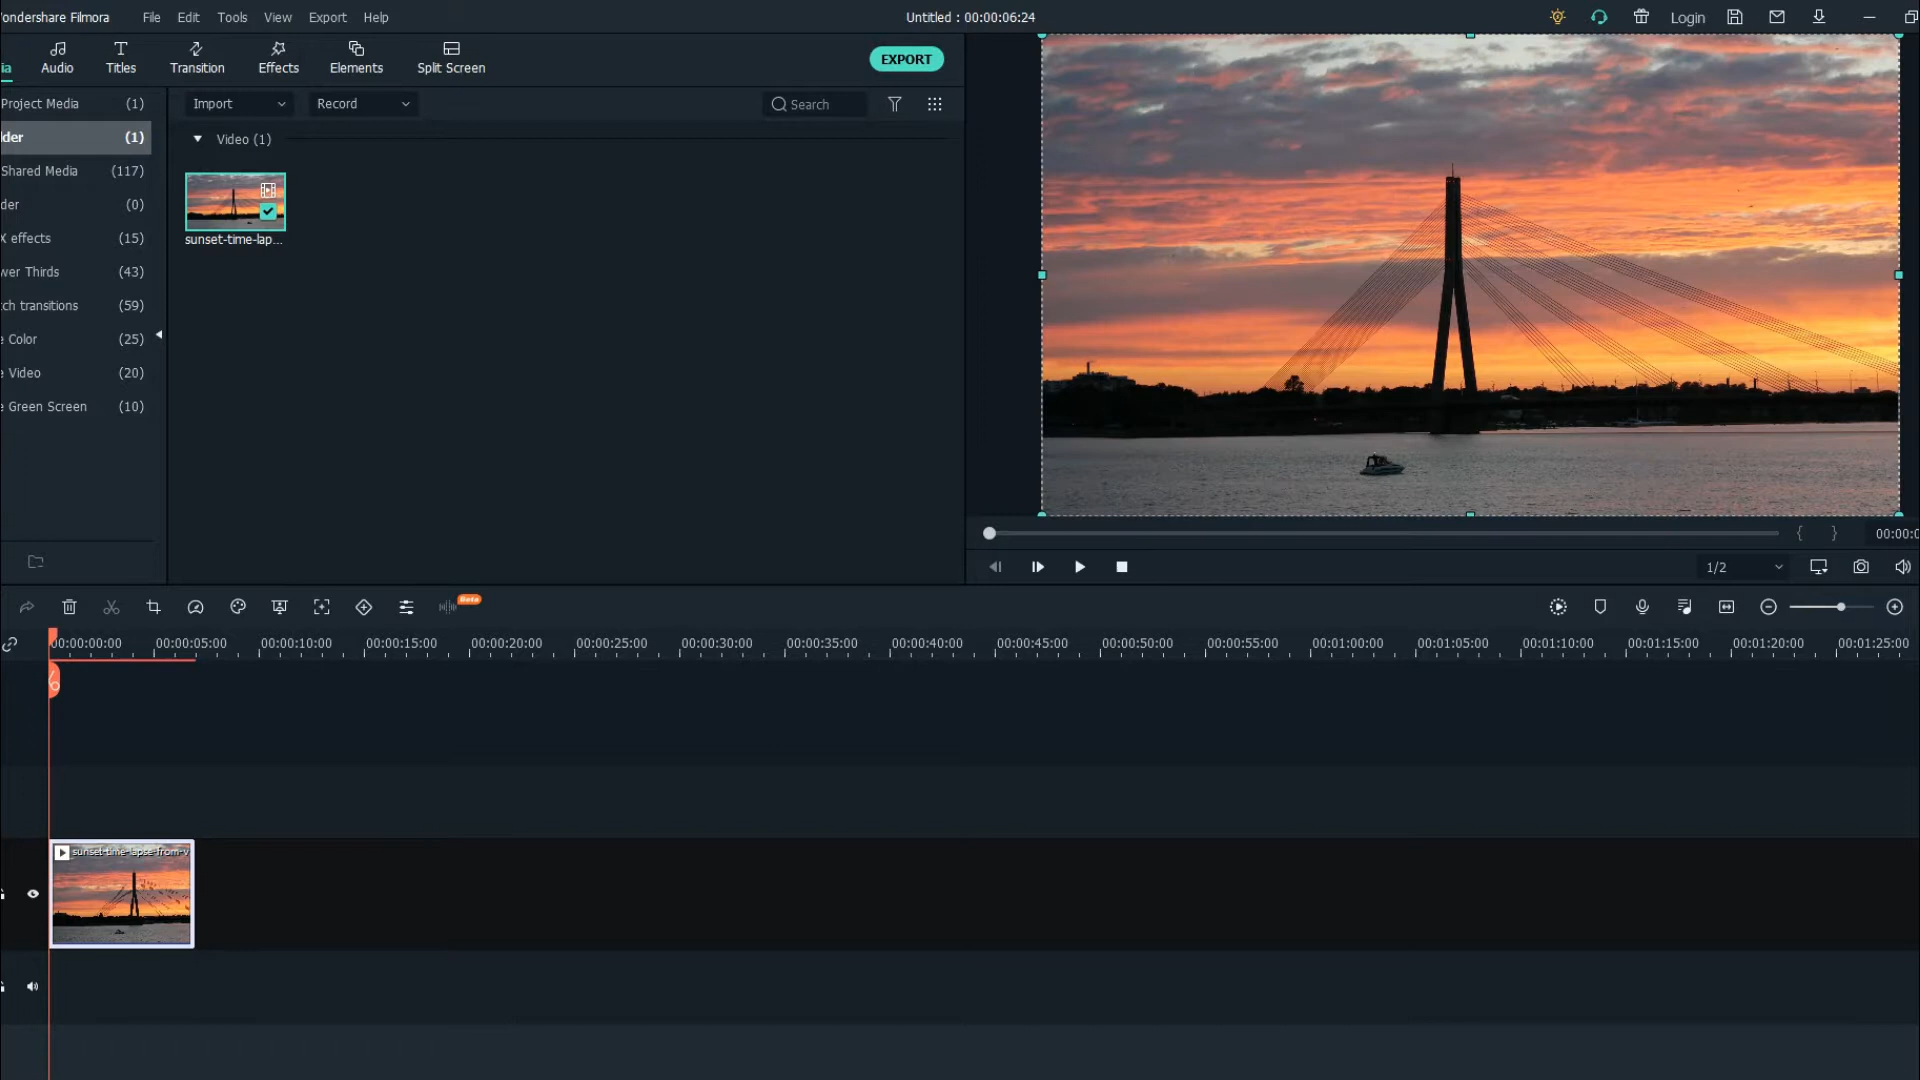 ondershare Filmora File Edit Tools View Export Help Untitled : 00:00:06:24 Login
ia Audio Titles Transition Effects Elements Split Screen EXPORT
Project Media (1) Import Record Search
lder (1) Video (1)
Shared Media (117)
der (0)
X effects (15)
sunset-time-lap...
wer Thirds (43)
tch transitions (59)
e Color (25)
e Video (20)
e Green Screen (10)
{ } 00:00:0
1/2
Beta
00:00:00:00 00:00:05:00 00:00:10:00 00:00:15:00 00:00:20:00 00:00:25:00 00:00:30:00 00:00:35:00 00:00:40:00 00:00:45:00 00:00:50:00 00:00:55:00 00:01:00:00 00:01:05:00 00:01:10:00 00:01:15:00 00:01:20:00 00:01:25:00
sunset-time-lapse-from-v